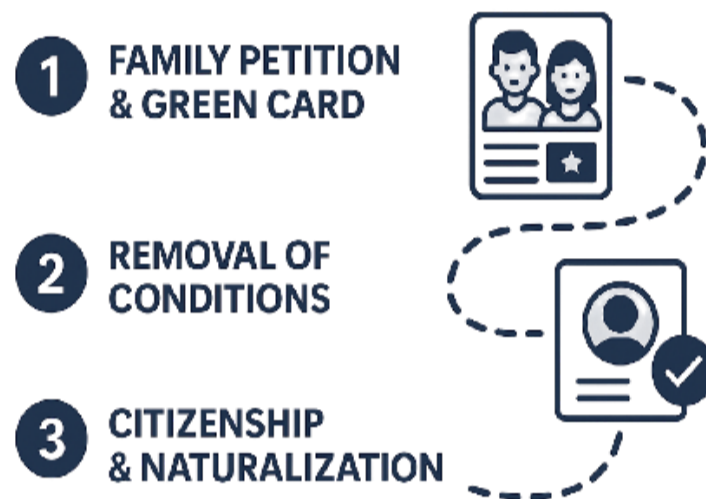 1 FAMILY PETITION
& GREEN CARD
2 REMOVAL OF
CONDITIONS
3 CITIZENSHIP
& NATURALIZATION